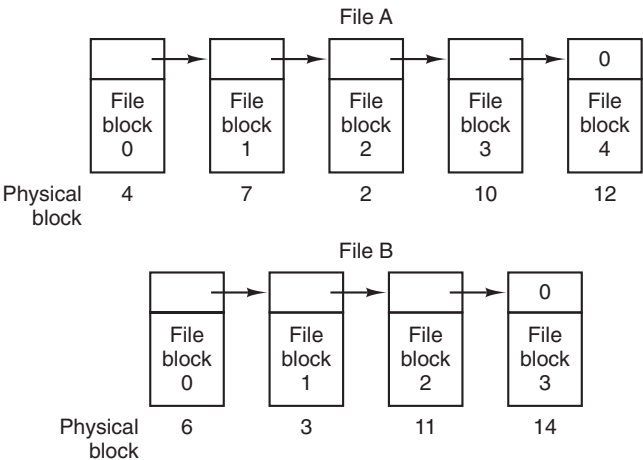 File A
0
File File File File File
block block block block block
0 1 2 3 4
Physical 4 7 2 10 12
block
File B
0
File File File File
block block block block
0 1 2 3
Physical 6 3 11 14
block